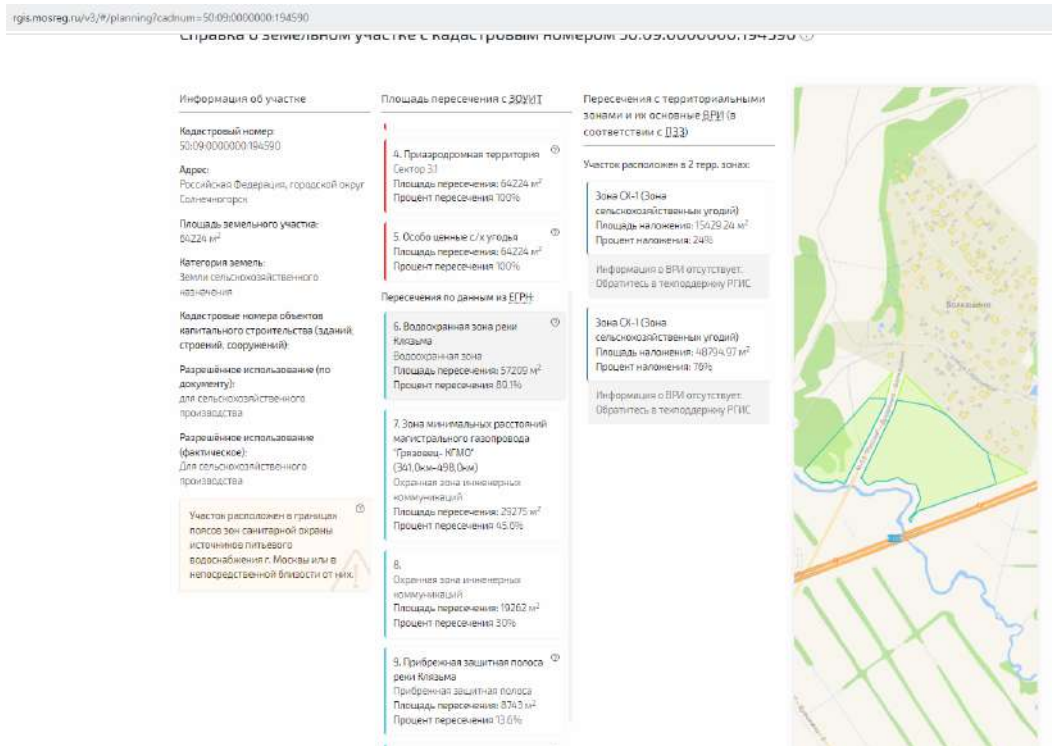 rgis.mosreg.ru/v3/#/planning?cadnum=50:09:0000000:194590
Справка о земельном участке с кадастровым номером 50:09:0000000:194590
Информация об участке
Кадастровый номер:
50:09:0000000:194590
Адрес:
Российская Федерация, городской округ
Солнечногорск
Площадь земельного участка:
64224 м²
Категория земель:
Земли сельскохозяйственного
назначения
Кадастровые номера объектов
капитального строительства (зданий,
строений, сооружений):
Разрешённое использование (по
документу):
для сельскохозяйственного
производства
Разрешённое использование
(фактическое):
Для сельскохозяйственного
производства
Участок расположен в границах
поясов зон санитарной охраны
источников питьевого
водоснабжения г. Москвы или в
непосредственной близости от них.
Площадь пересечения с ЗОУИТ
4. Приаэродромная территория
Сектор 3.1
Площадь пересечения: 64224 м²
Процент пересечения 100%
5. Особо ценные с/х угодья
Площадь пересечения: 64224 м²
Процент пересечения 100%
Пересечения по данным из ЕГРН:
6. Водоохранная зона реки
Клязьма
Водоохранная зона
Площадь пересечения: 57209 м²
Процент пересечения 89.1%
7. Зона минимальных расстояний
магистрального газопровода
"Грязовец- КГМО"
(341,0км-498,0км)
Охранная зона инженерных
коммуникаций
Площадь пересечения: 29275 м²
Процент пересечения 45.6%
8.
Охранная зона инженерных
коммуникаций
Площадь пересечения: 19262 м²
Процент пересечения 30%
9. Прибрежная защитная полоса
реки Клязьма
Прибрежная защитная полоса
Площадь пересечения: 8743 м²
Процент пересечения 13.6%
Пересечения с территориальными
зонами и их основные ВРИ (в
соответствии с ПЗЗ)
Участок расположен в 2 терр. зонах:
Зона СХ-1 (Зона
сельскохозяйственных угодий)
Площадь наложения: 15429.24 м²
Процент наложения: 24%
Информация о ВРИ отсутствует.
Обратитесь в техподдержку РГИС
Зона СХ-1 (Зона
сельскохозяйственных угодий)
Площадь наложения: 48794.97 м²
Процент наложения: 76%
Информация о ВРИ отсутствует.
Обратитесь в техподдержку РГИС